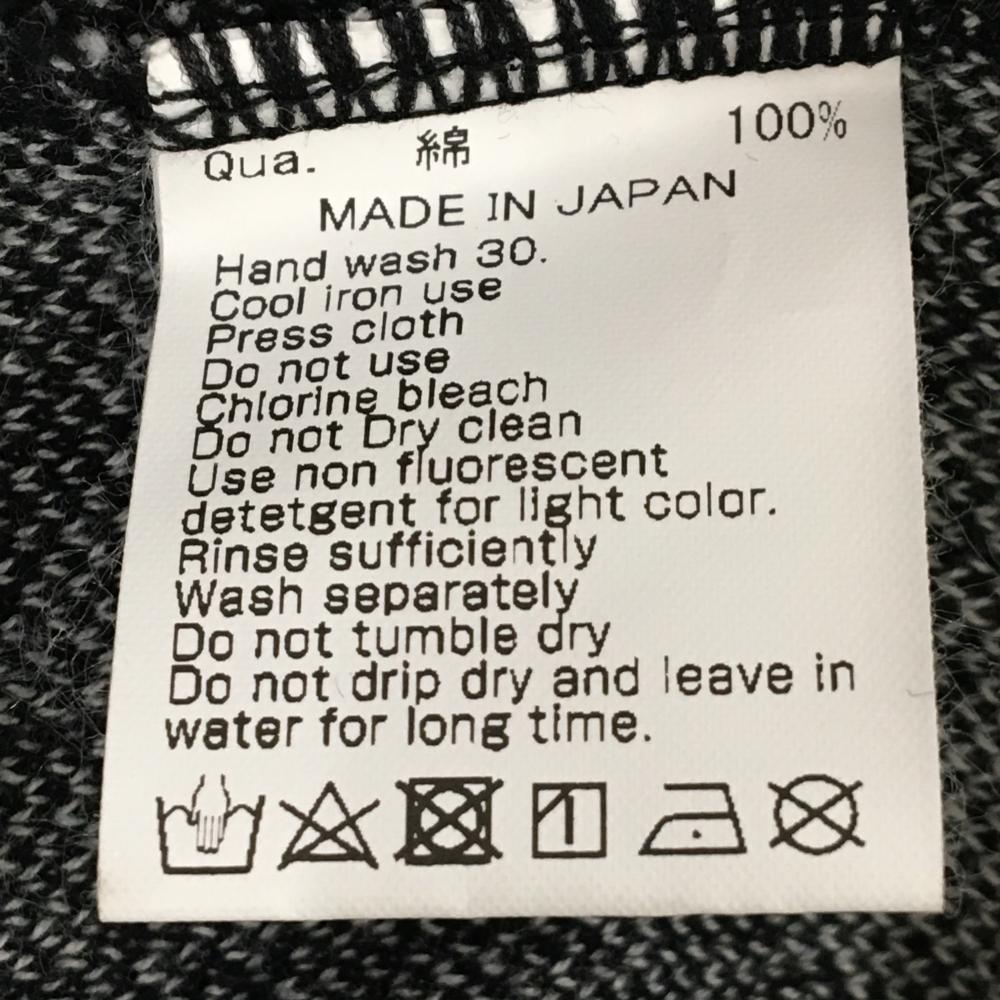 Qua. 綿 100%
MADE IN JAPAN
Hand wash 30.
Cool iron use
Press cloth
Do not use
Chlorine bleach
Do not Dry clean
Use non fluorescent
detetgent for light color.
Rinse sufficiently
Wash separately
Do not tumble dry
Do not drip dry and leave in
water for long time.